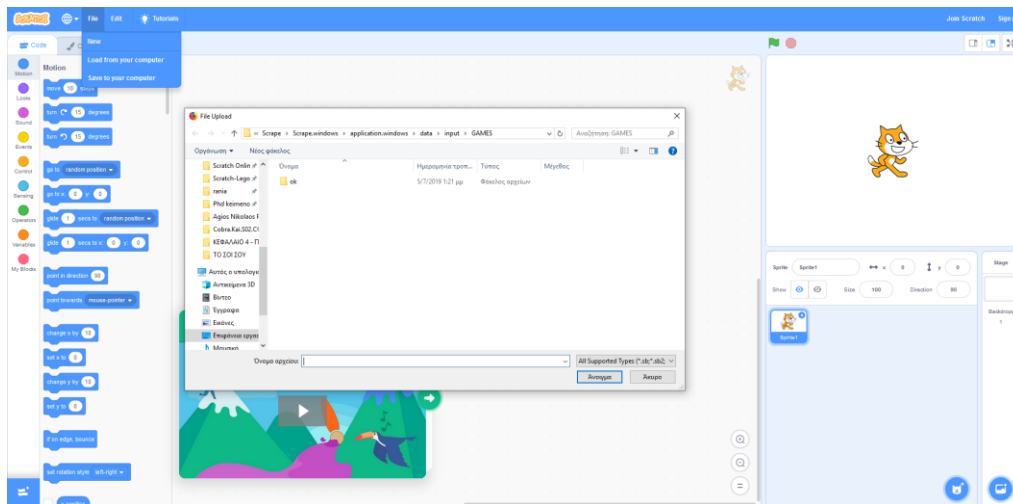 SCRATCH File Edit Tutorials Join Scratch Sign
New
Load from your computer
Save to your computer
Code
Motion
Looks
Sound
Events
Control
Sensing
Operators
Variables
My Blocks
Motion
move 10 steps
turn 15 degrees
turn 15 degrees
go to random position
go to x: 0 y: 0
glide 1 secs to random position
glide 1 secs to x: 0 y: 0
point in direction 90
point towards mouse-pointer
change x by 10
set x to 0
change y by 10
set y to 0
if on edge, bounce
set rotation style left-right
File Upload
« Scrape > Scrape.windows > application.windows > data > input > GAMES
Αναζήτηση: GAMES
Οργάνωση Νέος φάκελος
Scratch Onlin
Scratch-Lego
rania
Phd keimeno
Agios Nikolaos F
Cobra.Kai.S02.C
ΚΕΦΑΛΑΙΟ 4 - Π
ΤΟ ΣΟΙ ΣΟΥ
Αυτός ο υπολογι
Αντικείμενα 3D
Βίντεο
Έγγραφα
Εικόνες
Επιφάνεια εργασ
Μουσική
Όνομα Ημερομηνία τροπ... Τύπος Μέγεθος
ok 5/7/2019 1:21 μμ Φάκελος αρχείων
Όνομα αρχείου: All Supported Types (*.sb;*.sb2;
Άνοιγμα Άκυρο
Sprite Sprite1 x 0 y 0
Show Size 100 Direction 90
Sprite1
Stage
Backdrops
1